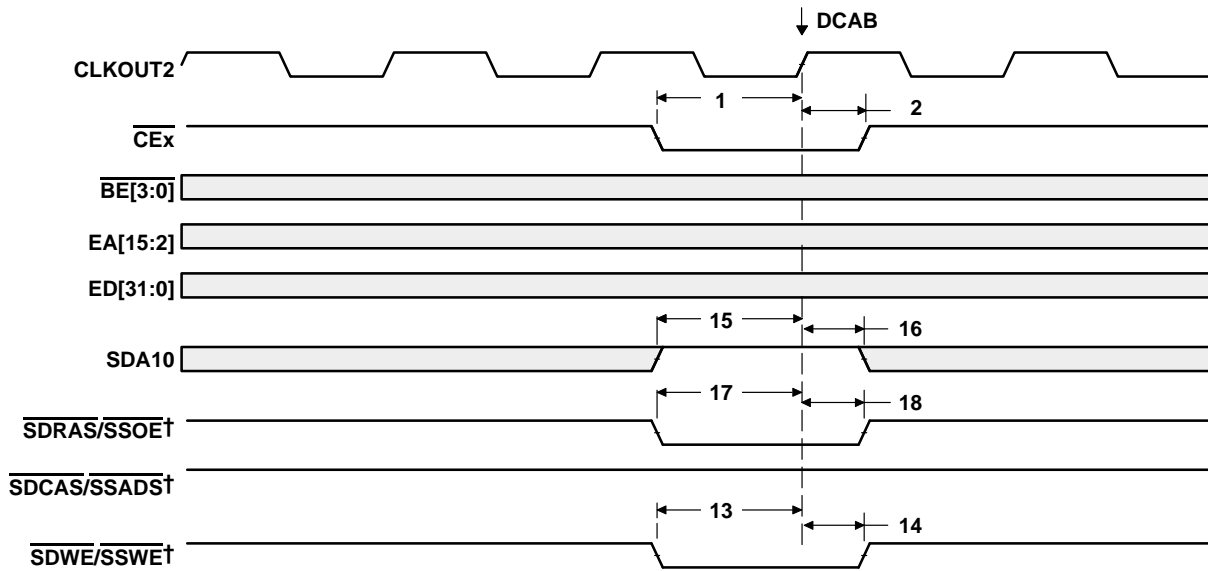 DCAB
CLKOUT2
1
2
CEx
BE[3:0]
EA[15:2]
ED[31:0]
15
16
SDA10
17
18
SDRAS/SSOE†
SDCAS/SSADS†
13
14
SDWE/SSWE†